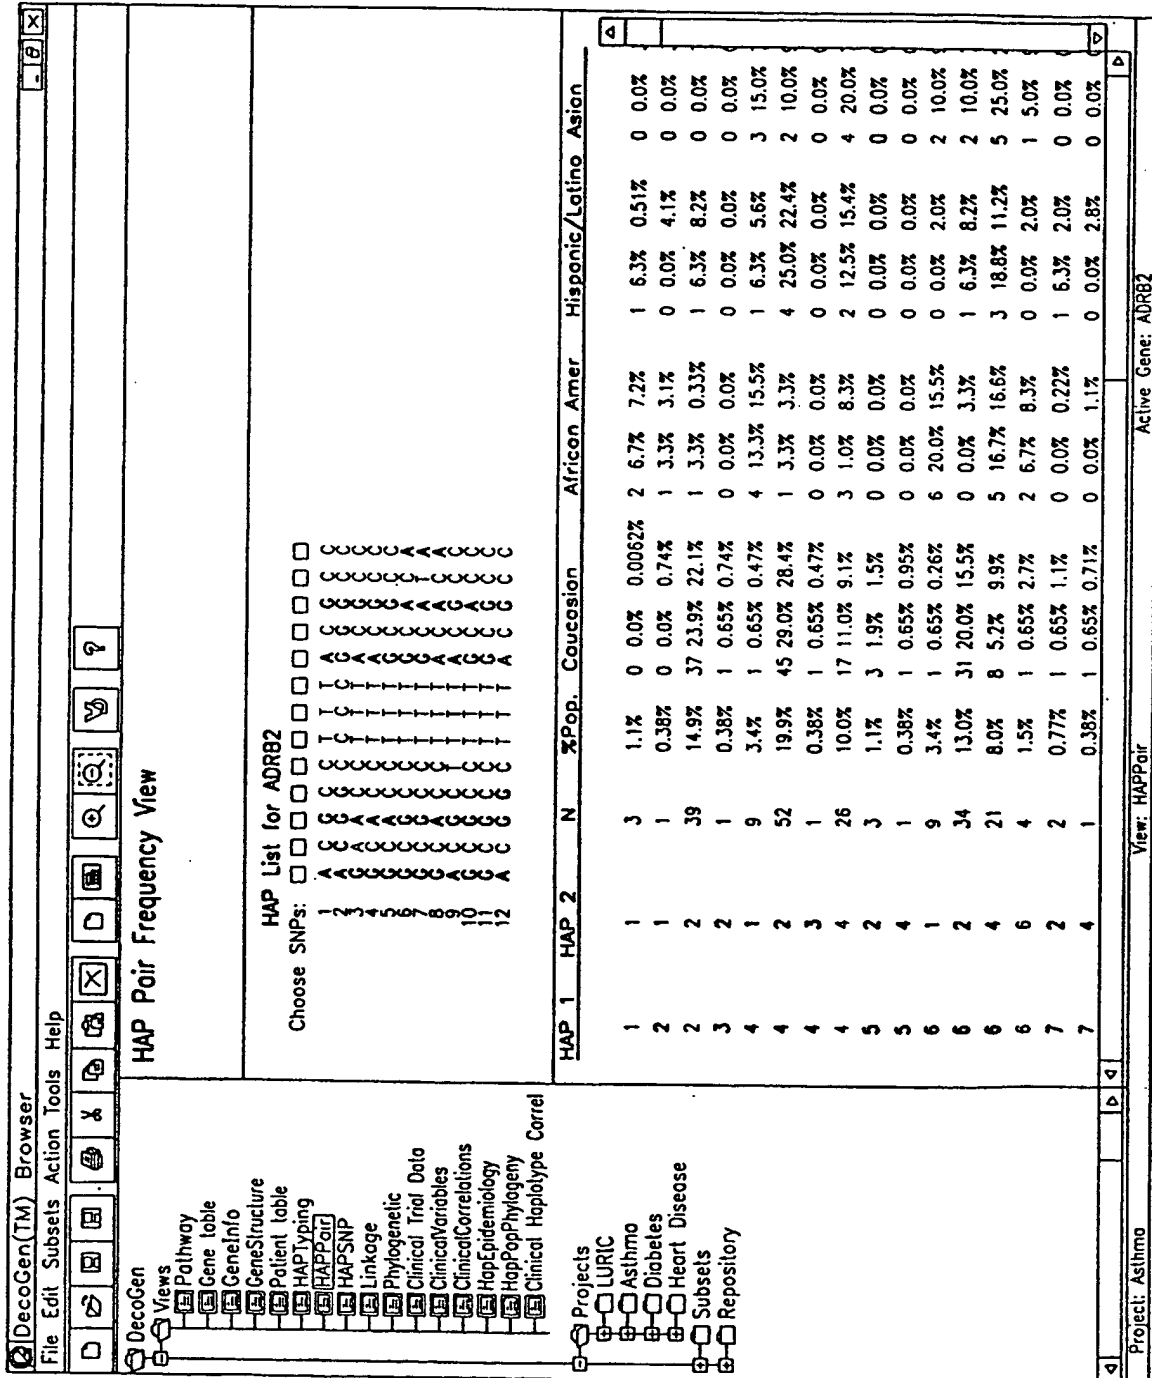 DecoGen(TM) Browser
File Edit Subsets Action Tools Help
DecoGen
Views
Pathway
Gene table
GeneInfo
GeneStructure
Patient table
HAPTyping
HAPPair
HAPSNP
Linkage
Phylogenetic
Clinical Trial Data
ClinicalVariables
ClinicalCorrelations
HapEpidemiology
HapPopPhylogeny
Clinical Haplotype Correl
Projects
LURIC
Asthma
Diabetes
Heart Disease
Subsets
Repository
HAP Pair Frequency View
HAP List for ADRB2
Choose SNPs:
1 A C G C C T T T A C G C C
2 A C G G C C C C G G G C C
3 G A A C C T T T A C G C C
4 G C A C C T T T A C G C C
5 G C A C C T T T G C G C C
6 G C G C C T T T G C A C A
7 G C G C C T T T G C A T A
8 G C A C C T T T A C A C A
9 A C G C T T T T A C G C C
10 G C G C C T T T G C A C C
11 G C G C C T T T G C G C C
12 A C G G C T T T A C G C C
HAP 1 HAP 2 N %Pop. Caucasion African Amer Hispanic/Latino Asian
1 1 3 1.1% 0 0.0% 0.0062% 2 6.7% 7.2% 1 6.3% 0.51% 0 0.0%
2 1 1 0.38% 0 0.0% 0.74% 1 3.3% 3.1% 0 0.0% 4.1% 0 0.0%
2 2 39 14.9% 37 23.9% 22.1% 1 3.3% 0.33% 1 6.3% 8.2% 0 0.0%
3 2 1 0.38% 1 0.65% 0.74% 0 0.0% 0.0% 0 0.0% 0.0% 0 0.0%
4 1 9 3.4% 1 0.65% 0.47% 4 13.3% 15.5% 1 6.3% 5.6% 3 15.0%
4 2 52 19.9% 45 29.0% 28.4% 1 3.3% 3.3% 4 25.0% 22.4% 2 10.0%
4 3 1 0.38% 1 0.65% 0.47% 0 0.0% 0.0% 0 0.0% 0.0% 0 0.0%
4 4 26 10.0% 17 11.0% 9.1% 3 1.0% 8.3% 2 12.5% 15.4% 4 20.0%
5 2 3 1.1% 3 1.9% 1.5% 0 0.0% 0.0% 0 0.0% 0.0% 0 0.0%
5 4 1 0.38% 1 0.65% 0.95% 0 0.0% 0.0% 0 0.0% 0.0% 0 0.0%
6 1 9 3.4% 1 0.65% 0.26% 6 20.0% 15.5% 0 0.0% 2.0% 2 10.0%
6 2 34 13.0% 31 20.0% 15.5% 0 0.0% 3.3% 1 6.3% 8.2% 2 10.0%
6 4 21 8.0% 8 5.2% 9.9% 5 16.7% 16.6% 3 18.8% 11.2% 5 25.0%
6 6 4 1.5% 1 0.65% 2.7% 2 6.7% 8.3% 0 0.0% 2.0% 1 5.0%
7 2 2 0.77% 1 0.65% 1.1% 0 0.0% 0.22% 1 6.3% 2.0% 0 0.0%
7 4 1 0.38% 1 0.65% 0.71% 0 0.0% 1.1% 0 0.0% 2.8% 0 0.0%
Project: Asthma View: HAPPair Active Gene: ADRB2